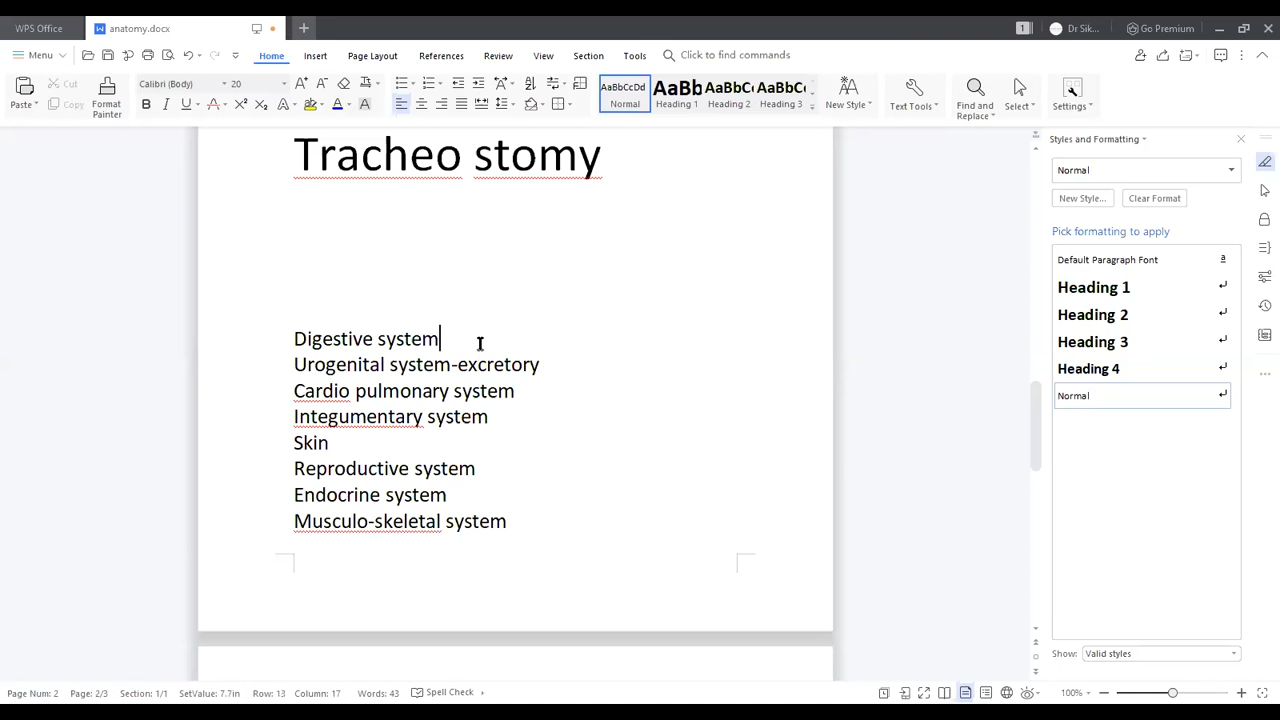 WPS Office
anatomy.docx
1
Dr Sik...
Go Premium
Menu
Home
Insert
Page Layout
References
Review
View
Section
Tools
Click to find commands
Paste
Cut
Copy
Format
Painter
Calibri (Body)
20
AaBbCcDd
Normal
AaBb
Heading 1
AaBbC
Heading 2
AaBbC
Heading 3
New Style
Text Tools
Find and
Replace
Select
Settings
Tracheo stomy
Digestive system
Urogenital system-excretory
Cardio pulmonary system
Integumentary system
Skin
Reproductive system
Endocrine system
Musculo-skeletal system
Styles and Formatting
Normal
New Style...
Clear Format
Pick formatting to apply
Default Paragraph Font
Heading 1
Heading 2
Heading 3
Heading 4
Normal
Show:
Valid styles
Page Num: 2
Page: 2/3
Section: 1/1
SetValue: 7.7in
Row: 13
Column: 17
Words: 43
Spell Check
100%